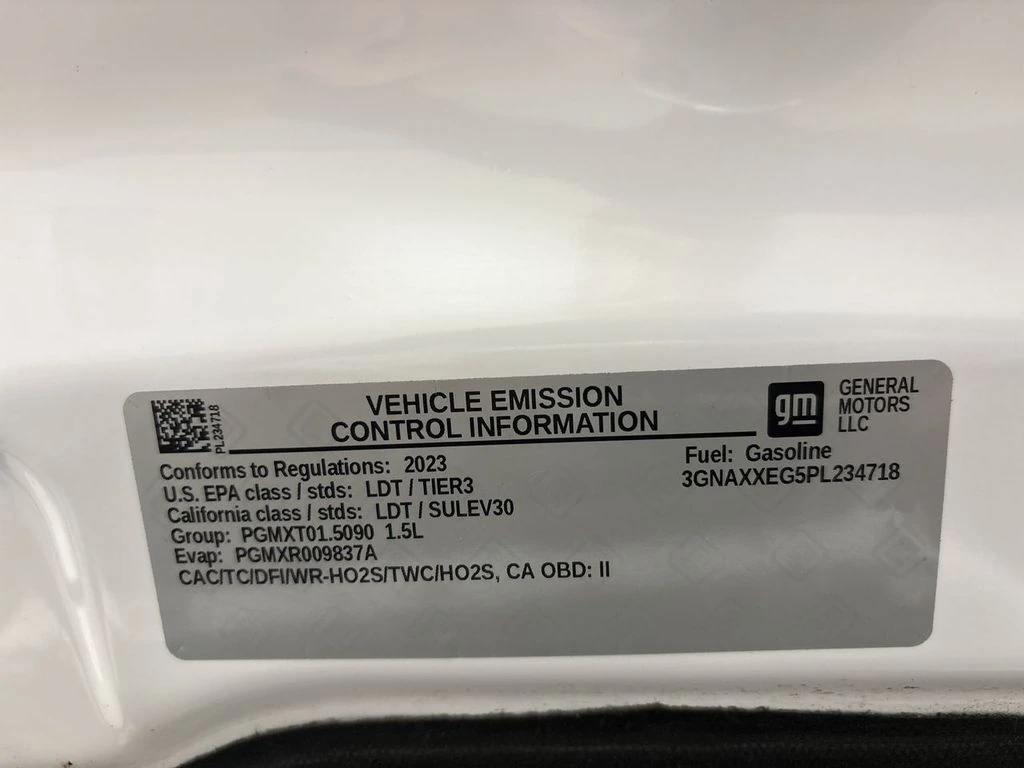 PL234718
VEHICLE EMISSION
CONTROL INFORMATION
gm
GENERAL
MOTORS
LLC
Conforms to Regulations: 2023
U.S. EPA class / stds: LDT / TIER3
California class / stds: LDT / SULEV30
Group: PGMXT01.5090 1.5L
Evap: PGMXR009837A
CAC/TC/DFI/WR-HO2S/TWC/HO2S, CA OBD: II
Fuel: Gasoline
3GNAXXEG5PL234718